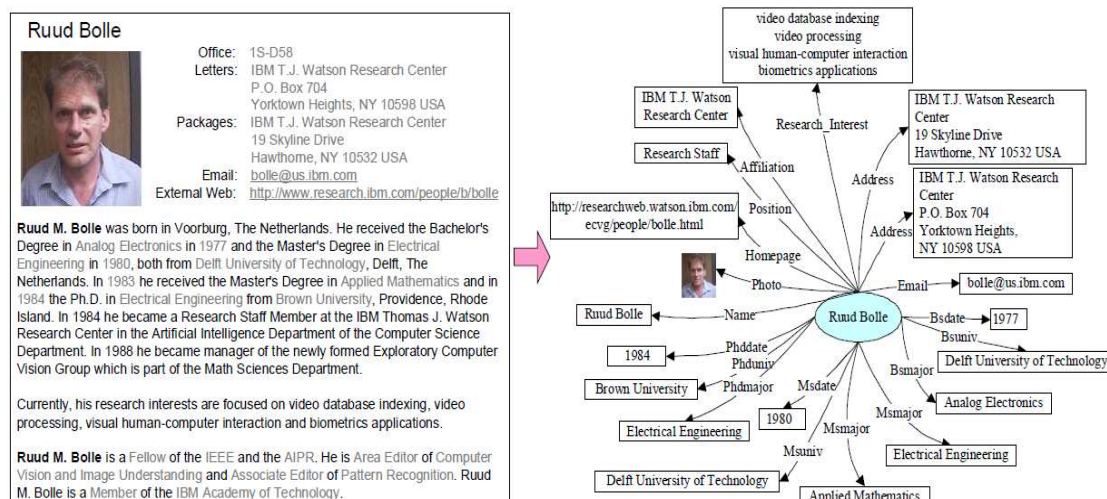 Ruud Bolle
Office: 1S-D58
Letters: IBM T.J. Watson Research Center
P.O. Box 704
Yorktown Heights, NY 10598 USA
Packages: IBM T.J. Watson Research Center
19 Skyline Drive
Hawthorne, NY 10532 USA
Email: bolle@us.ibm.com
External Web: http://www.research.ibm.com/people/b/bolle
Ruud M. Bolle was born in Voorburg, The Netherlands. He received the Bachelor's
Degree in Analog Electronics in 1977 and the Master's Degree in Electrical
Engineering in 1980, both from Delft University of Technology, Delft, The
Netherlands. In 1983 he received the Master's Degree in Applied Mathematics and in
1984 the Ph.D. in Electrical Engineering from Brown University, Providence, Rhode
Island. In 1984 he became a Research Staff Member at the IBM Thomas J. Watson
Research Center in the Artificial Intelligence Department of the Computer Science
Department. In 1988 he became manager of the newly formed Exploratory Computer
Vision Group which is part of the Math Sciences Department.
Currently, his research interests are focused on video database indexing, video
processing, visual human-computer interaction and biometrics applications.
Ruud M. Bolle is a Fellow of the IEEE and the AIPR. He is Area Editor of Computer
Vision and Image Understanding and Associate Editor of Pattern Recognition. Ruud
M. Bolle is a Member of the IBM Academy of Technology.
video database indexing
video processing
visual human-computer interaction
biometrics applications
IBM T.J. Watson
Research Center
Research_Interest
IBM T.J. Watson Research
Center
19 Skyline Drive
Hawthorne, NY 10532 USA
Research Staff
Affiliation
Address
IBM T.J. Watson Research
Center
P.O. Box 704
Yorktown Heights,
NY 10598 USA
http://researchweb.watson.ibm.com/
ecvg/people/bolle.html
Position
Address
Homepage
Photo
Email
bolle@us.ibm.com
Ruud Bolle
Name
Ruud Bolle
Bsdate
1977
Bsuniv
1984
Phddate
Phduniv
Delft University of Technology
Brown University
Phdmajor
Msdate
Bsmajor
Analog Electronics
Electrical Engineering
1980
Msmajor
Msmajor
Msuniv
Electrical Engineering
Delft University of Technology
Applied Mathematics